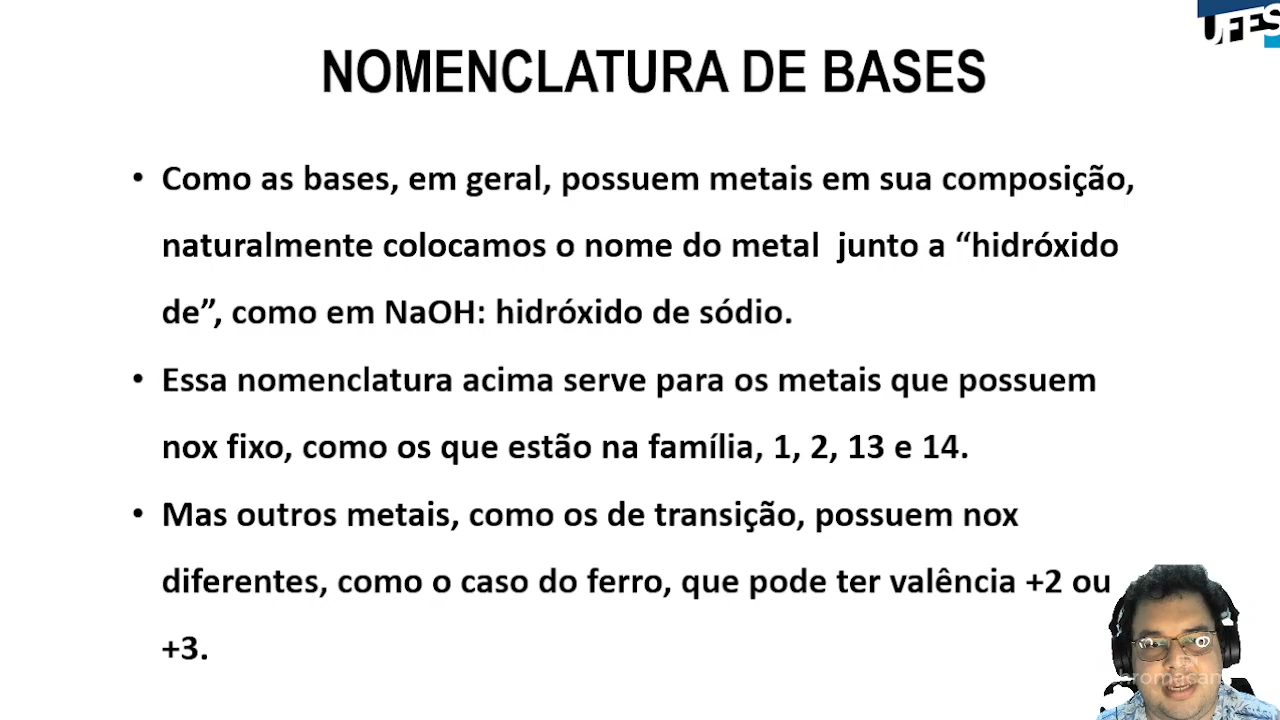 UFES
NOMENCLATURA DE BASES
• Como as bases, em geral, possuem metais em sua composição,
naturalmente colocamos o nome do metal junto a “hidróxido
de”, como em NaOH: hidróxido de sódio.
• Essa nomenclatura acima serve para os metais que possuem
nox fixo, como os que estão na família, 1, 2, 13 e 14.
• Mas outros metais, como os de transição, possuem nox
diferentes, como o caso do ferro, que pode ter valência +2 ou
+3.